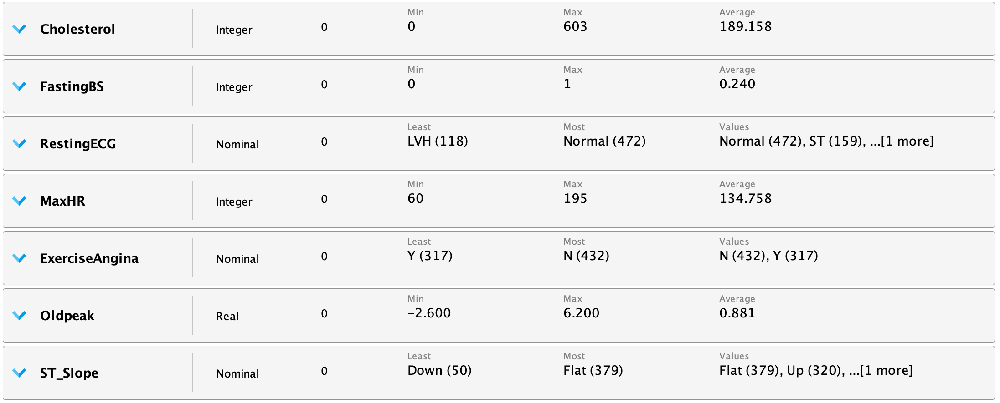 Min Max Average
Cholesterol Integer 0 0 603 189.158
Min Max Average
FastingBS Integer 0 0 1 0.240
Least Most Values
RestingECG Nominal 0 LVH (118) Normal (472) Normal (472), ST (159), ...[1 more]
Min Max Average
MaxHR Integer 0 60 195 134.758
Least Most Values
ExerciseAngina Nominal 0 Y (317) N (432) N (432), Y (317)
Min Max Average
Oldpeak Real 0 −2.600 6.200 0.881
Least Most Values
ST_Slope Nominal 0 Down (50) Flat (379) Flat (379), Up (320), ...[1 more]